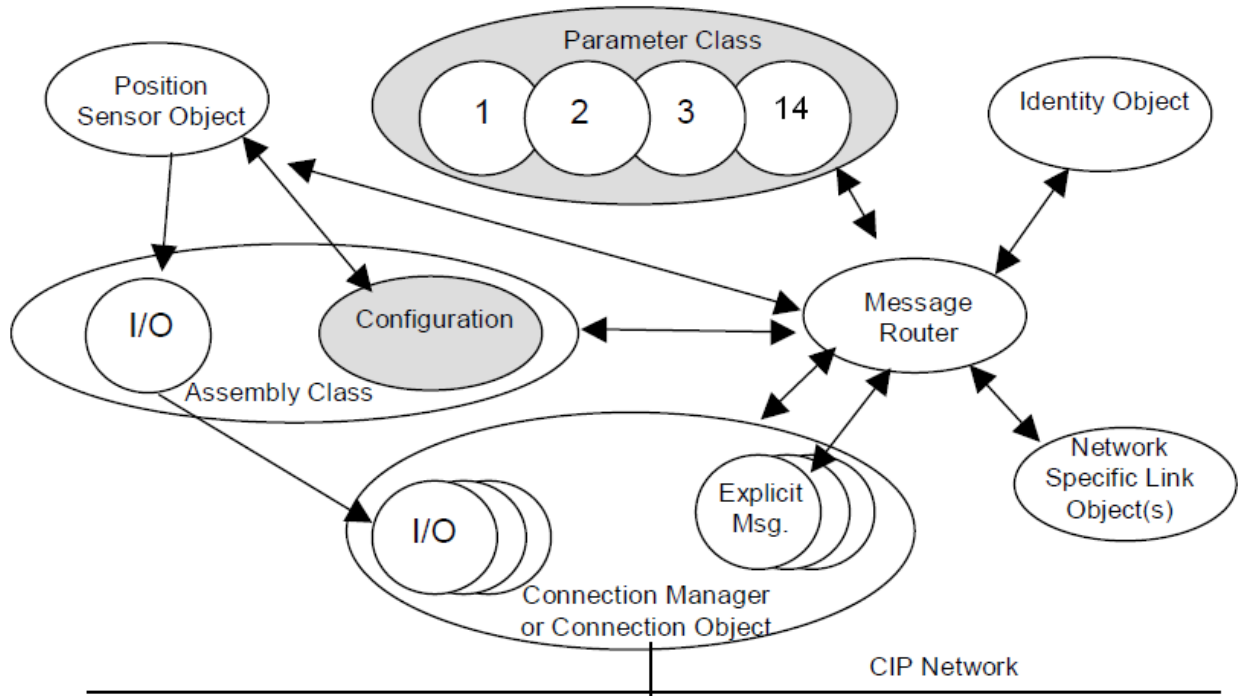 Parameter Class
1
2
3
14
Position
Sensor Object
Identity Object
I/O
Configuration
Assembly Class
Message
Router
I/O
Explicit
Msg.
Connection Manager
or Connection Object
Network
Specific Link
Object(s)
CIP Network